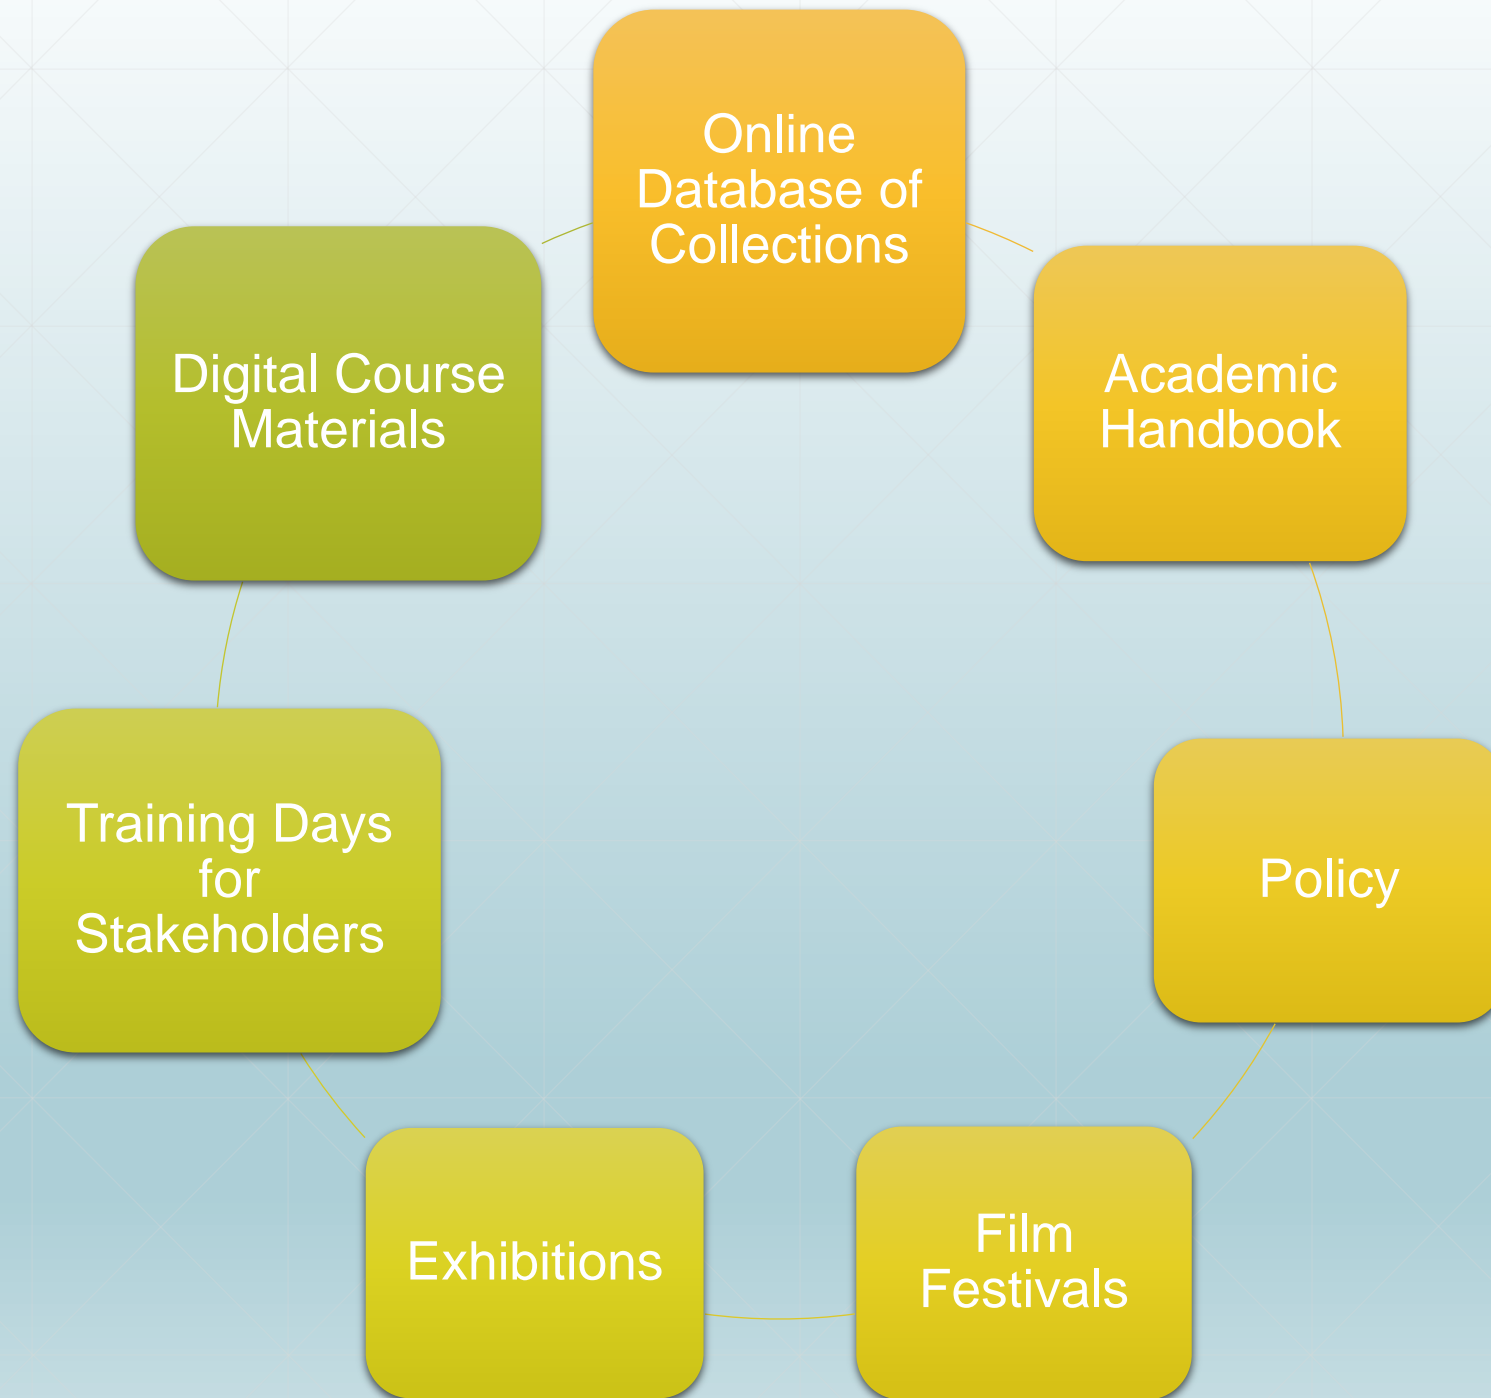 Online
Database of
Collections
Academic
Handbook
Policy
Film
Festivals
Exhibitions
Training Days
for
Stakeholders
Digital Course
Materials